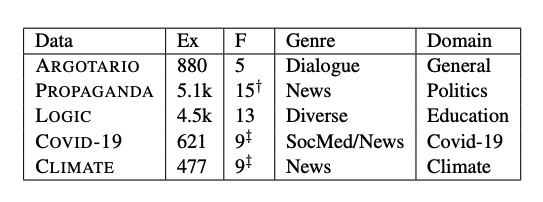 Data Ex F Genre Domain
ARGOTARIO 880 5 Dialogue General
PROPAGANDA 5.1k 15† News Politics
LOGIC 4.5k 13 Diverse Education
COVID-19 621 9‡ SocMed/News Covid-19
CLIMATE 477 9‡ News Climate